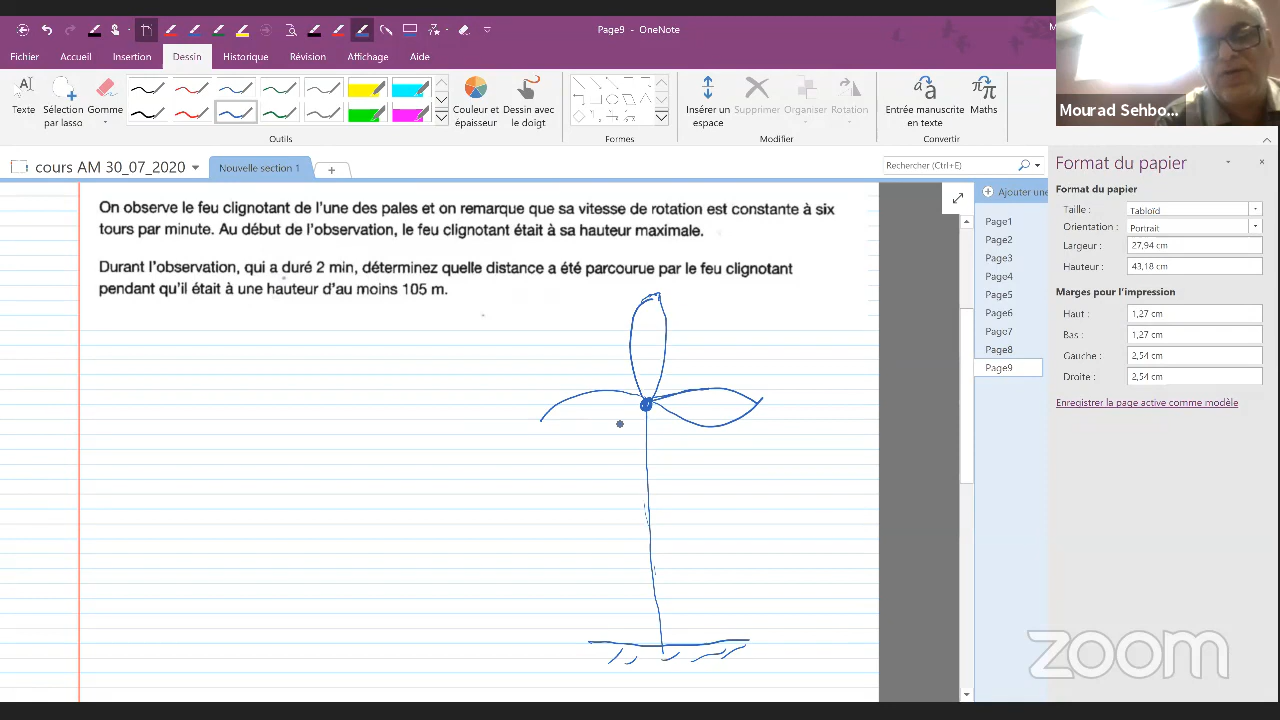 Page9 - OneNote
Fichier
Accueil
Insertion
Dessin
Historique
Révision
Affichage
Aide
Texte
Sélection par lasso
Gomme
Couleur et épaisseur
Dessin avec le doigt
Insérer un espace
Supprimer
Organiser
Rotation
Entrée manuscrite en texte
Maths
Outils
Formes
Modifier
Convertir
Mourad Sehbo...
cours AM 30_07_2020
Nouvelle section 1
Rechercher (Ctrl+E)
On observe le feu clignotant de l'une des pales et on remarque que sa vitesse de rotation est constante à six
tours par minute. Au début de l'observation, le feu clignotant était à sa hauteur maximale.
Durant l'observation, qui a duré 2 min, déterminez quelle distance a été parcourue par le feu clignotant
pendant qu'il était à une hauteur d'au moins 105 m.
Ajouter une
Page1
Page2
Page3
Page4
Page5
Page6
Page7
Page8
Page9
Format du papier
Format du papier
Taille : Tabloïd
Orientation : Portrait
Largeur : 27,94 cm
Hauteur : 43,18 cm
Marges pour l'impression
Haut : 1,27 cm
Bas : 1,27 cm
Gauche : 2,54 cm
Droite : 2,54 cm
Enregistrer la page active comme modèle
zoom